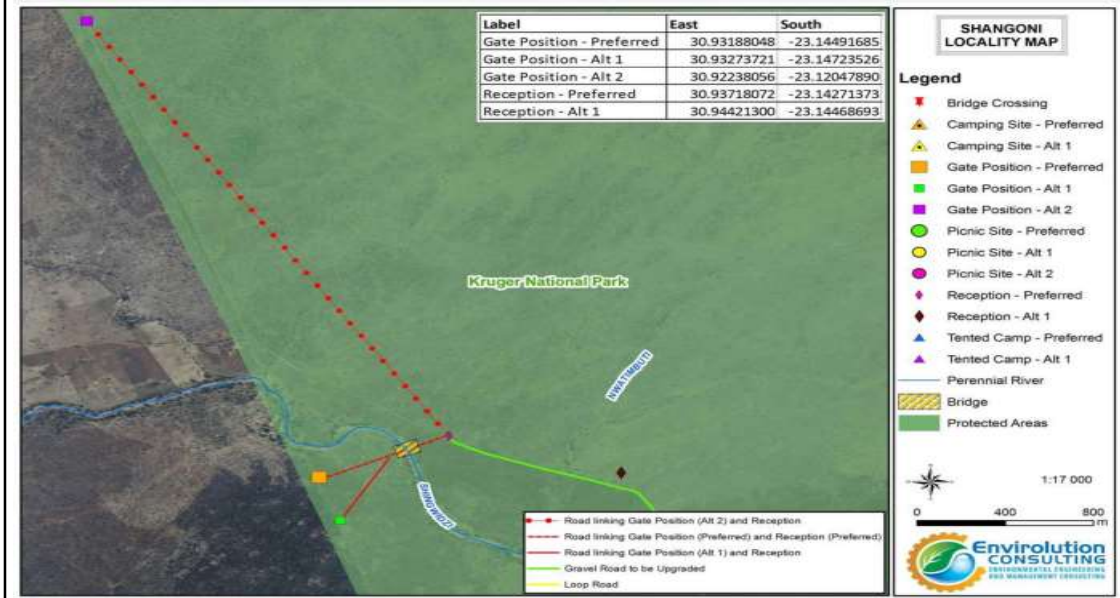 Label East South
Gate Position - Preferred 30.93188048 -23.14491685
Gate Position - Alt 1 30.93273721 -23.14723526
Gate Position - Alt 2 30.92238056 -23.12047890
Reception - Preferred 30.93718072 -23.14271373
Reception - Alt 1 30.94421300 -23.14468693
Kruger National Park
NWATIMBUTI
SHINGWIDZI
Road linking Gate Position (Alt 2) and Reception
Road linking Gate Position (Preferred) and Reception (Preferred)
Road linking Gate Position (Alt 1) and Reception
Gravel Road to be Upgraded
Loop Road
SHANGONI
LOCALITY MAP
Legend
Bridge Crossing
Camping Site - Preferred
Camping Site - Alt 1
Gate Position - Preferred
Gate Position - Alt 1
Gate Position - Alt 2
Picnic Site - Preferred
Picnic Site - Alt 1
Picnic Site - Alt 2
Reception - Preferred
Reception - Alt 1
Tented Camp - Preferred
Tented Camp - Alt 1
Perennial River
Bridge
Protected Areas
1:17 000
0 400 800
m
Envirolution
CONSULTING
ENVIRONMENTAL ENGINEERING
AND MANAGEMENT CONSULTING